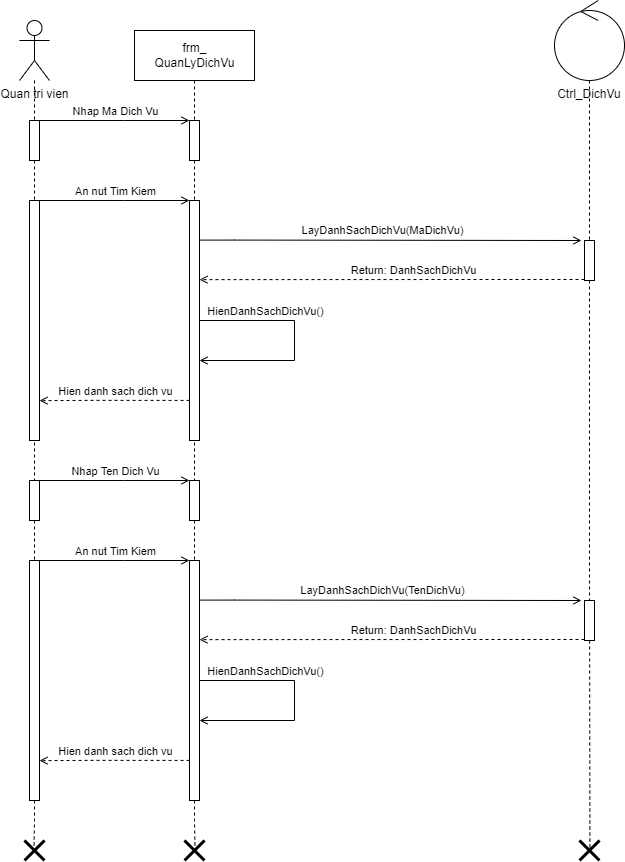 frm_
QuanLyDichVu
Quan tri vien
Ctrl_DichVu
Nhap Ma Dich Vu
An nut Tim Kiem
LayDanhSachDichVu(MaDichVu)
Return: DanhSachDichVu
HienDanhSachDichVu()
Hien danh sach dich vu
Nhap Ten Dich Vu
An nut Tim Kiem
LayDanhSachDichVu(TenDichVu)
Return: DanhSachDichVu
HienDanhSachDichVu()
Hien danh sach dich vu